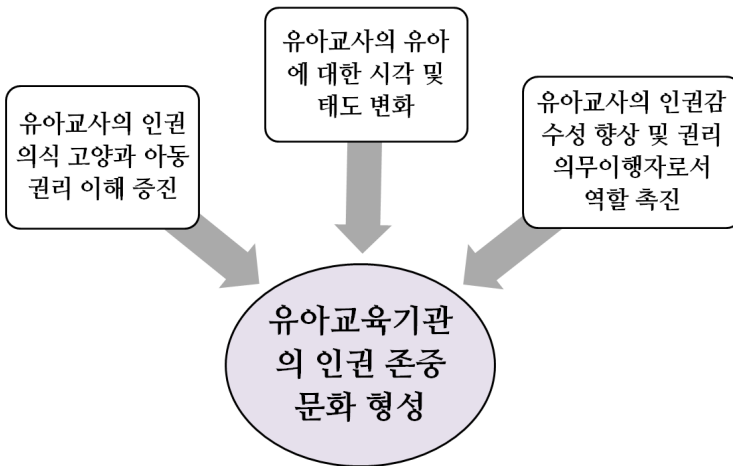 유아교사의 인권
의식 고양과 아동
권리 이해 증진
유아교사의 유아
에 대한 시각 및
태도 변화
유아교사의 인권감
수성 향상 및 권리
의무이행자로서
역할 촉진
유아교육기관
의 인권 존중
문화 형성